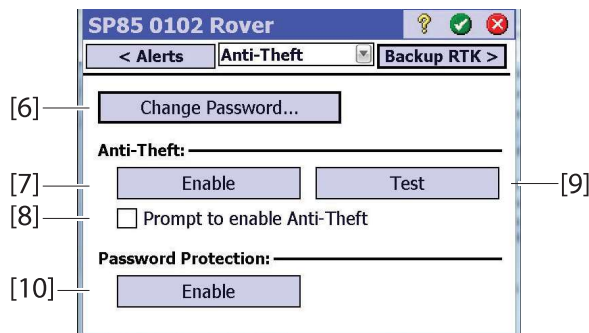 SP85 0102 Rover
< Alerts Anti-Theft Backup RTK >
[6] Change Password...
Anti-Theft:
[7] Enable Test [9]
[8] Prompt to enable Anti-Theft
Password Protection:
[10] Enable